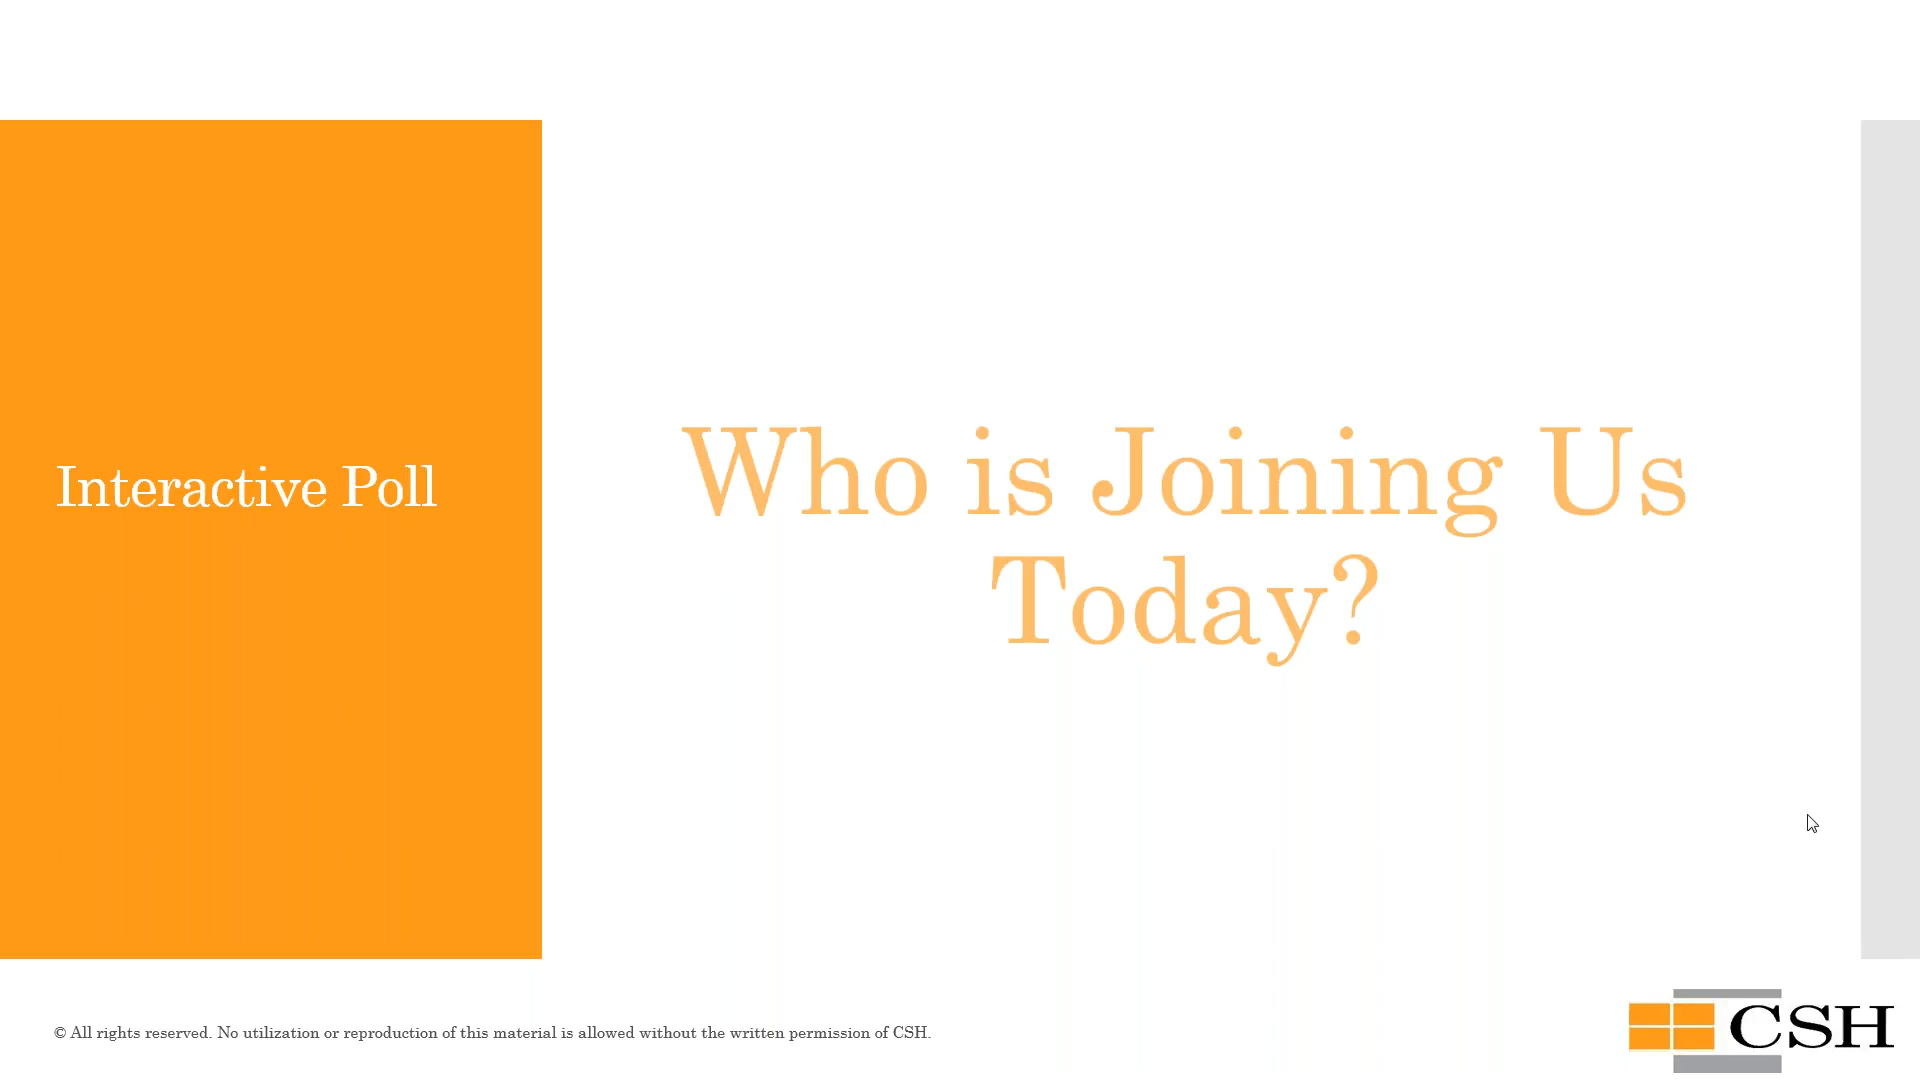 Interactive Poll
Who is Joining Us
Today?
© All rights reserved. No utilization or reproduction of this material is allowed without the written permission of CSH.
CSH